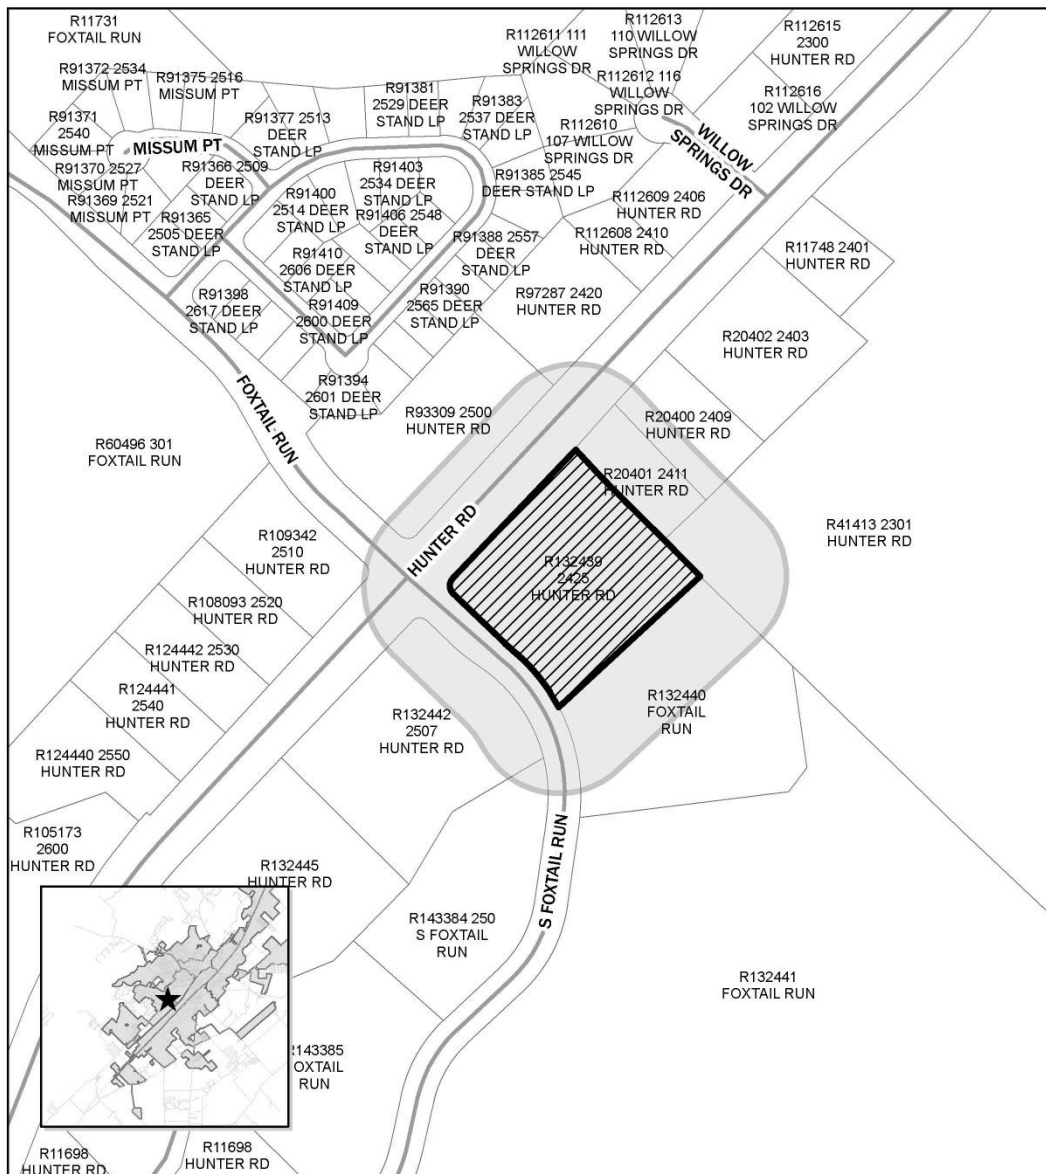 R11731
FOXTAIL RUN
R112611 111
WILLOW
SPRINGS DR
R112613
110 WILLOW
SPRINGS DR
R112615
2300
HUNTER RD
R91372 2534
MISSUM PT
R91375 2516
MISSUM PT
R91381
2529 DEER
STAND LP
R91383
2537 DEER
STAND LP
R112612 116
WILLOW
SPRINGS DR
R112616
102 WILLOW
SPRINGS DR
R91371
2540
MISSUM PT
R91377 2513
DEER
STAND LP
R112610
107 WILLOW
SPRINGS DR
WILLOW
SPRINGS DR
MISSUM PT
R91370 2527
MISSUM PT
R91366 2509
DEER
STAND LP
R91403
2534 DEER
STAND LP
R91385 2545
DEER STAND LP
R91369 2521
MISSUM PT
R91400
2514 DEER
STAND LP
R112609 2406
HUNTER RD
R91365
2505 DEER
STAND LP
R91406 2548
DEER
STAND LP
R112608 2410
HUNTER RD
R91388 2557
DEER
STAND LP
R11748 2401
HUNTER RD
R91410
2606 DEER
STAND LP
R91398
2617 DEER
STAND LP
R91409
2600 DEER
STAND LP
R91390
2565 DEER
STAND LP
R97287 2420
HUNTER RD
R20402 2403
HUNTER RD
R91394
2601 DEER
STAND LP
FOXTAIL RUN
R93309 2500
HUNTER RD
R20400 2409
HUNTER RD
R60496 301
FOXTAIL RUN
R20401 2411
HUNTER RD
HUNTER RD
R41413 2301
HUNTER RD
R109342
2510
HUNTER RD
R132439
2425
HUNTER RD
R108093 2520
HUNTER RD
R124442 2530
HUNTER RD
R124441
2540
HUNTER RD
R132440
FOXTAIL
RUN
R132442
2507
HUNTER RD
R124440 2550
HUNTER RD
R105173
2600
HUNTER RD
R132445
HUNTER RD
S FOXTAIL RUN
R143384 250
S FOXTAIL
RUN
R132441
FOXTAIL RUN
R143385
OXTAIL
RUN
R11698
HUNTER RD
R11698
HUNTER RD